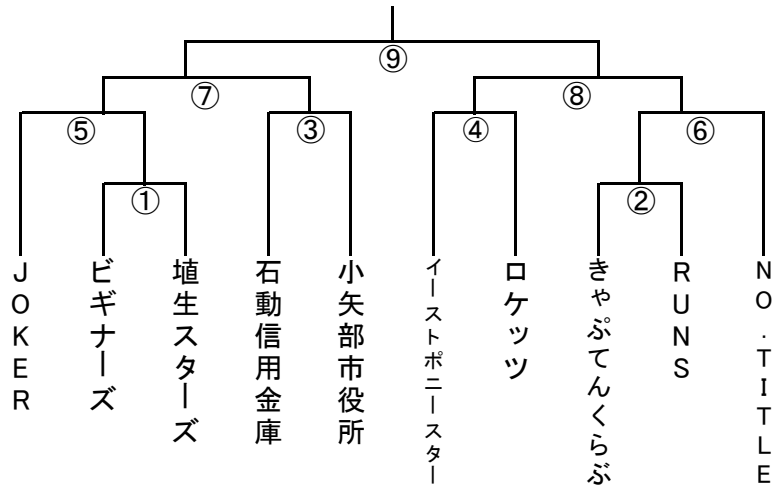 ⑨
⑦
⑧
⑤
③
④
⑥
①
②
JOKER
ビギナーズ
埴生スターズ
石動信用金庫
小矢部市役所
イーストポニースター
ロケッツ
きゃぷてんくらぶ
RUNS
NO.TITLE